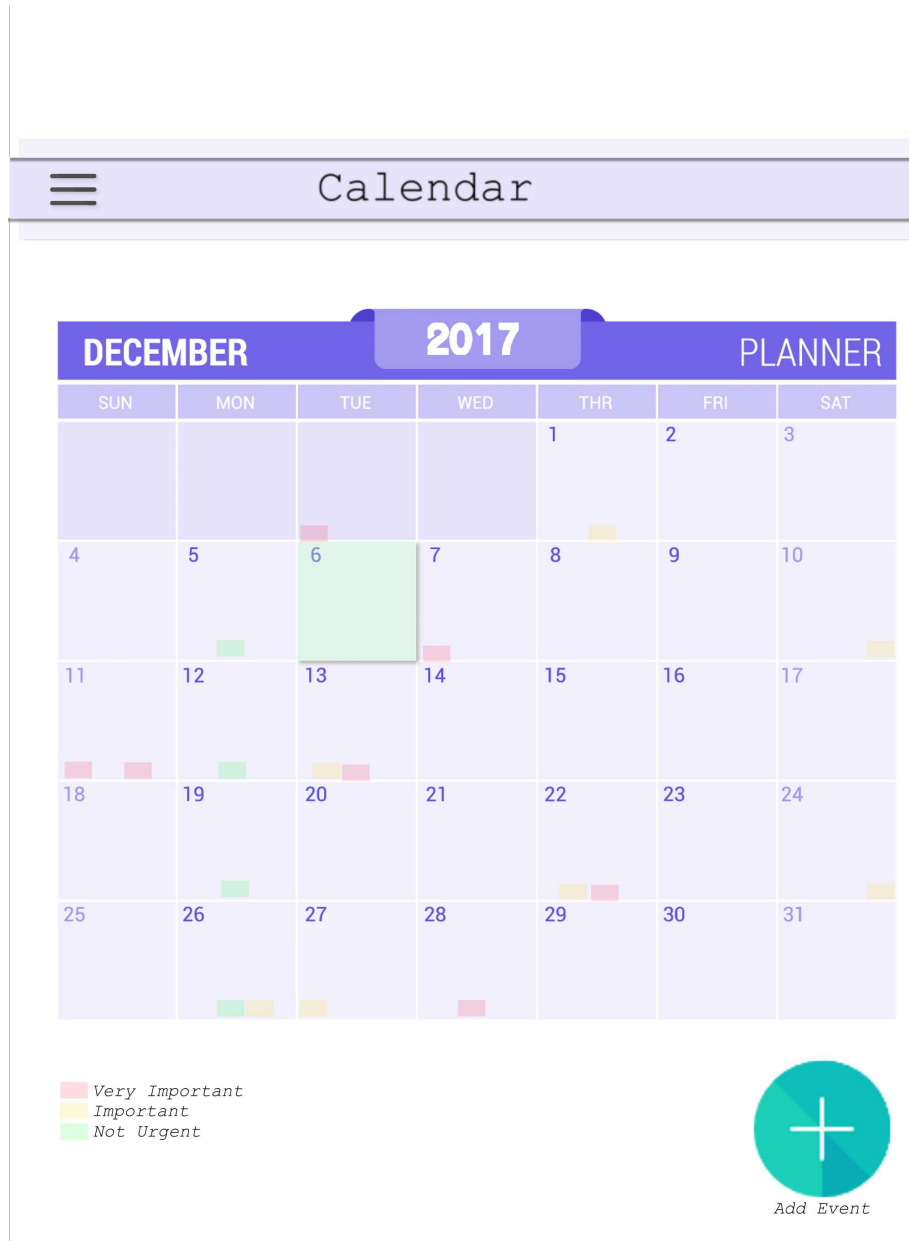 Calendar
DECEMBER 2017 PLANNER
SUN MON TUE WED THR FRI SAT
1 2 3
4 5 6 7 8 9 10
11 12 13 14 15 16 17
18 19 20 21 22 23 24
25 26 27 28 29 30 31
Very Important
Important
Not Urgent
Add Event